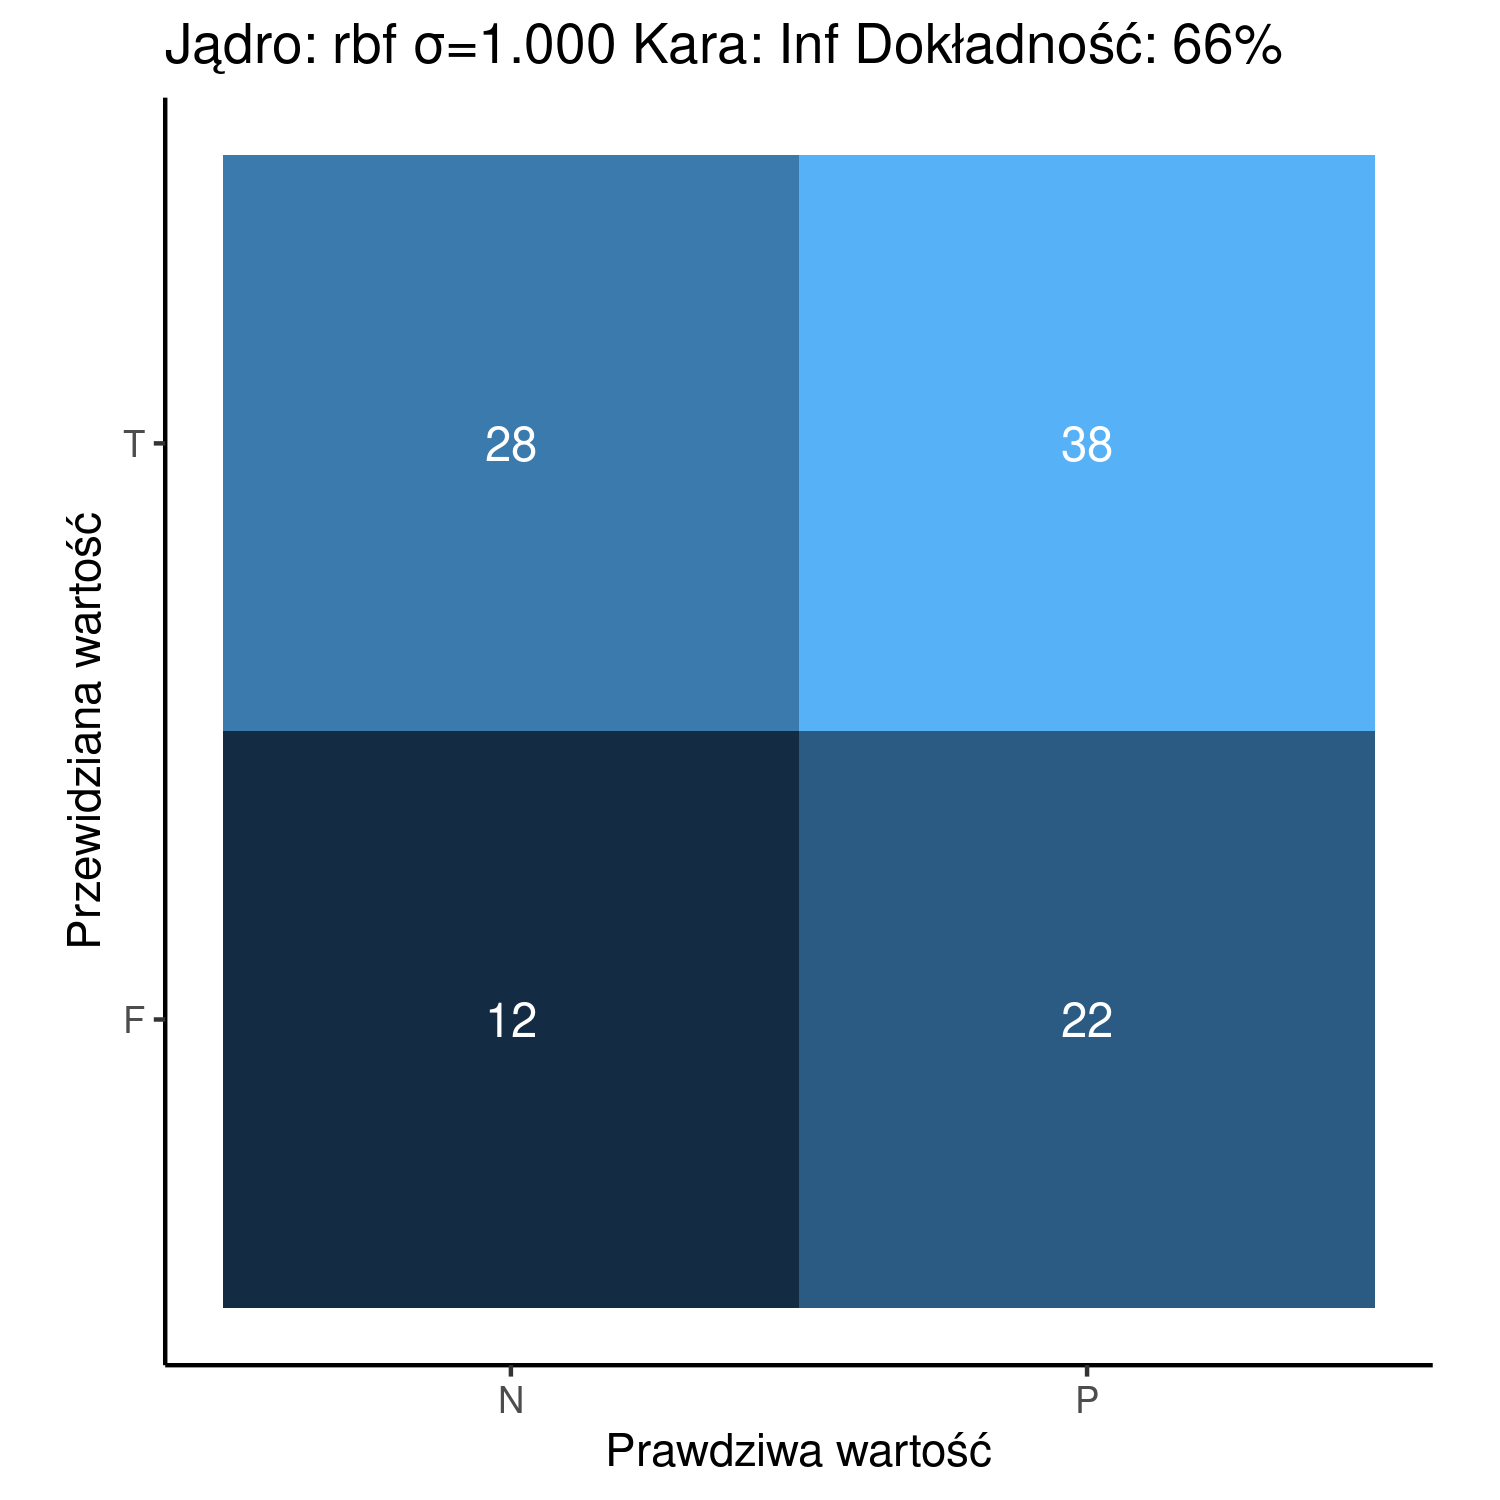 Jądro: rbf σ=1.000 Kara: Inf Dokładność: 66%
Przewidziana wartość
T
28
38
F
12
22
N
P
Prawdziwa wartość